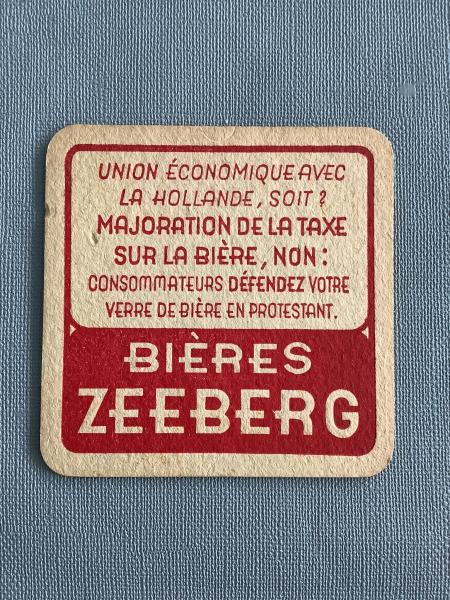 UNION ÉCONOMIQUE AVEC
LA HOLLANDE, SOIT ?
MAJORATION DE LA TAXE
SUR LA BIÈRE, NON :
CONSOMMATEURS DÉFENDEZ VOTRE
VERRE DE BIÈRE EN PROTESTANT.
BIÈRES
ZEEBERG